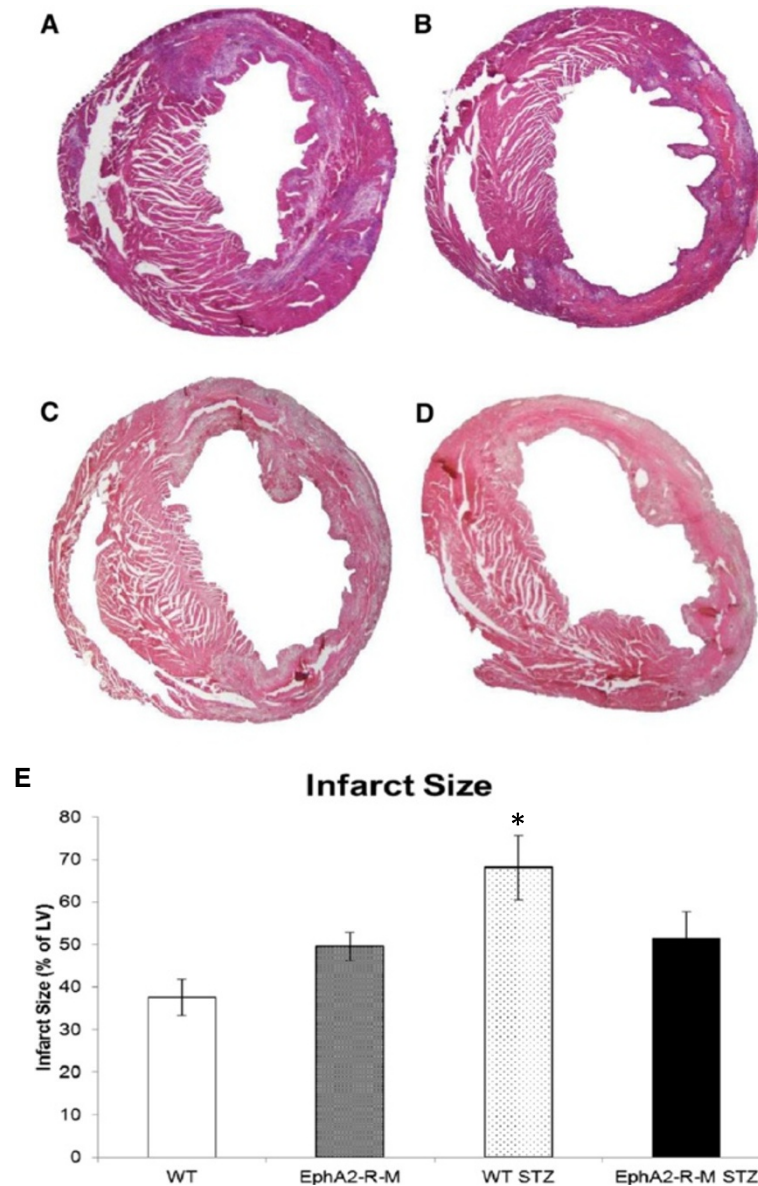 A
B
C
D
E
Infarct Size
Infarct Size (% of LV)
80
70
60
50
40
30
20
10
0
*
WT
EphA2-R-M
WT STZ
EphA2-R-M STZ